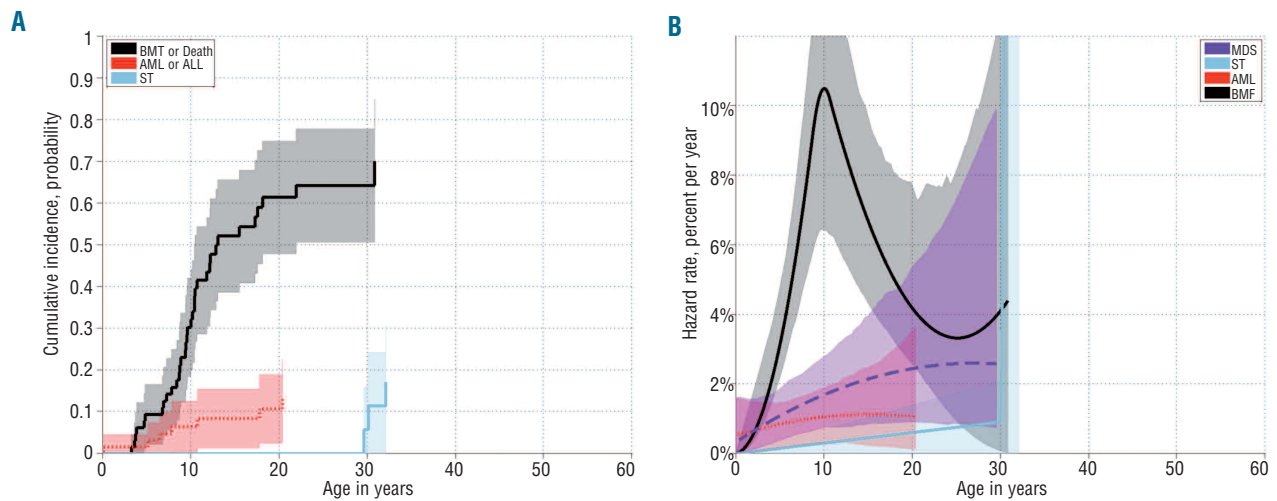 A
BMT or Death
AML or ALL
ST
Cumulative incidence, probability
1
0.9
0.8
0.7
0.6
0.5
0.4
0.3
0.2
0.1
0
0 10 20 30 40 50 60
Age in years
B
MDS
ST
AML
BMF
Hazard rate, percent per year
10%
8%
6%
4%
2%
0%
0 10 20 30 40 50 60
Age in years